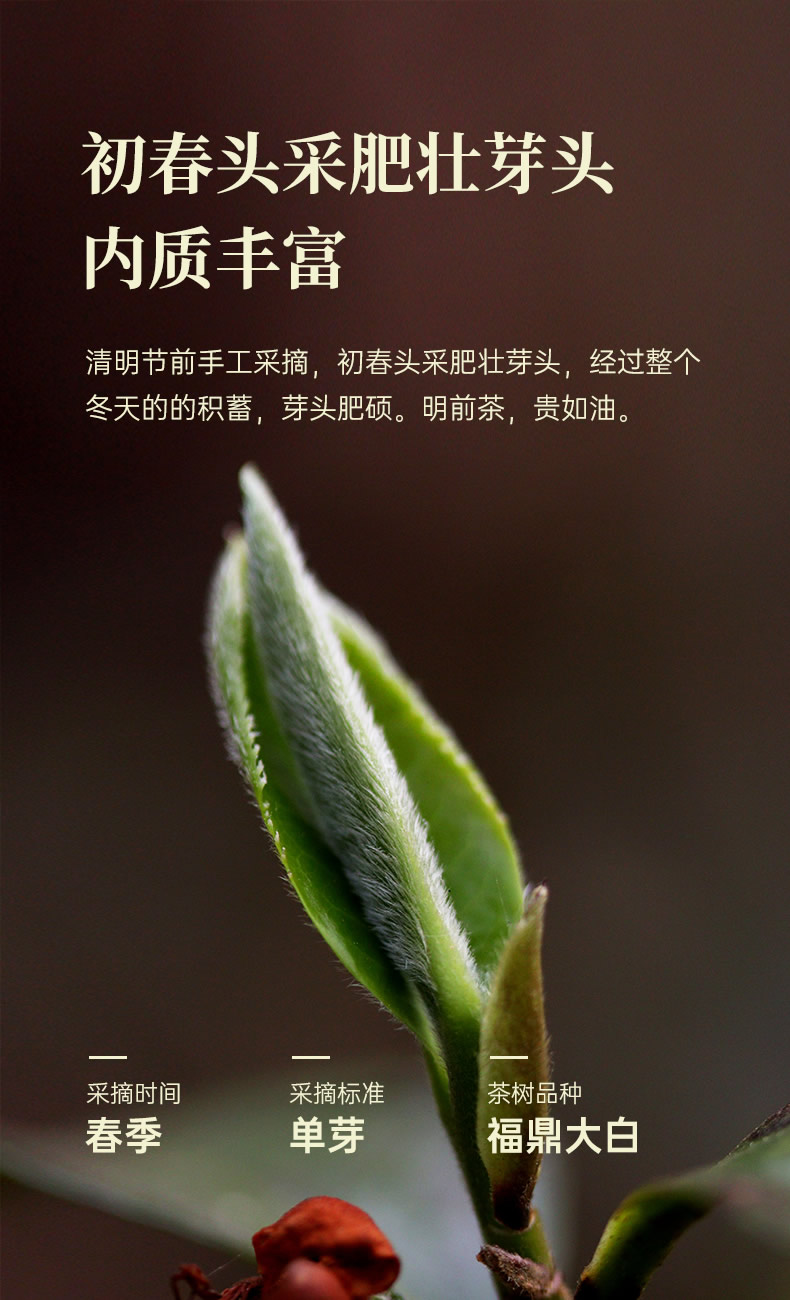 初春头采肥壮芽头
内质丰富
清明节前手工采摘，初春头采肥壮芽头，经过整个
冬天的的积蓄，芽头肥硕。明前茶，贵如油。
采摘时间
春季
采摘标准
单芽
茶树品种
福鼎大白